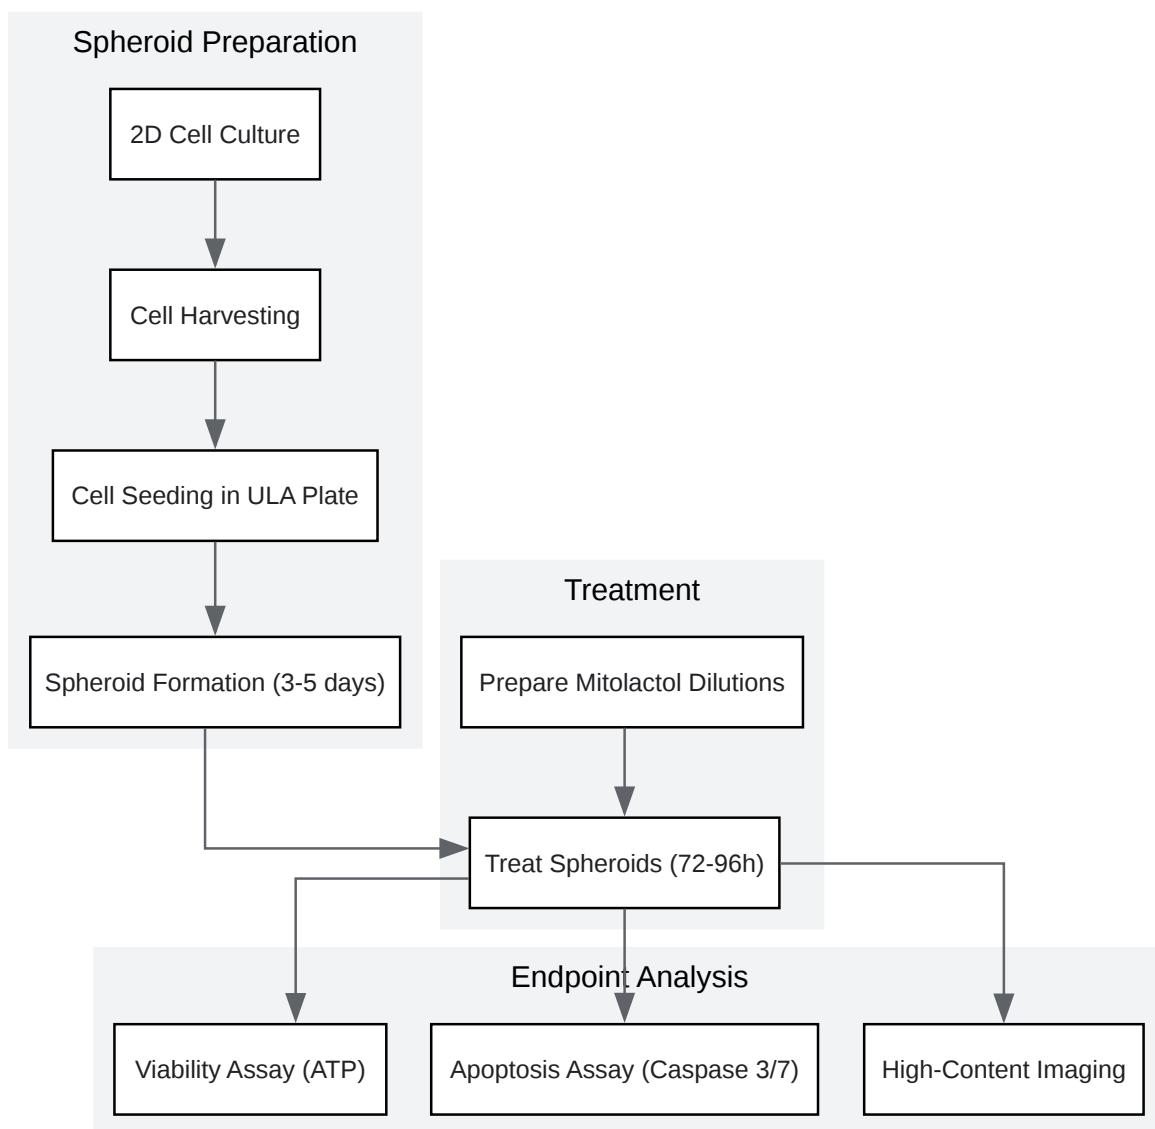 Spheroid Preparation
2D Cell Culture
Cell Harvesting
Cell Seeding in ULA Plate
Spheroid Formation (3-5 days)
Treatment
Prepare Mitolactol Dilutions
Treat Spheroids (72-96h)
Endpoint Analysis
Viability Assay (ATP)
Apoptosis Assay (Caspase 3/7)
High-Content Imaging